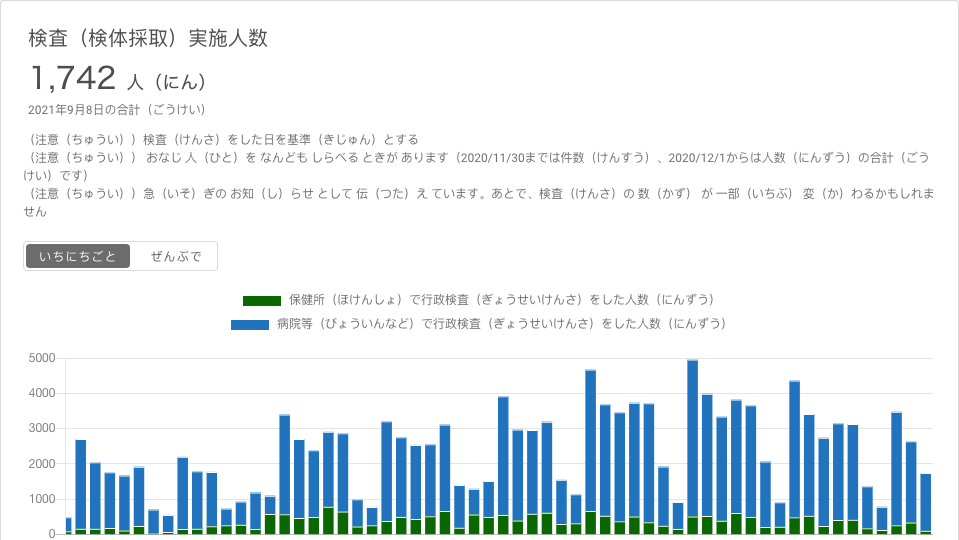 検査（検体採取）実施人数
1,742 人（にん）
2021年9月8日の合計（ごうけい）
（注意（ちゅうい））検査（けんさ）をした日を基準（きじゅん）とする
（注意（ちゅうい）） おなじ 人（ひと）を なんども しらべる ときが あります（2020/11/30までは件数（けんすう）、2020/12/1からは人数（にんずう）の合計（ごう
けい）です）
（注意（ちゅうい））急（いそ）ぎの お知（し）らせ として 伝（つた）え ています。あとで、検査（けんさ）の 数（かず） が 一部（いちぶ） 変（か）わるかもしれま
せん
いちにちごと ぜんぶで
保健所（ほけんしょ）で行政検査（ぎょうせいけんさ）をした人数（にんずう）
病院等（びょういんなど）で行政検査（ぎょうせいけんさ）をした人数（にんずう）
5000
4000
3000
2000
1000
0